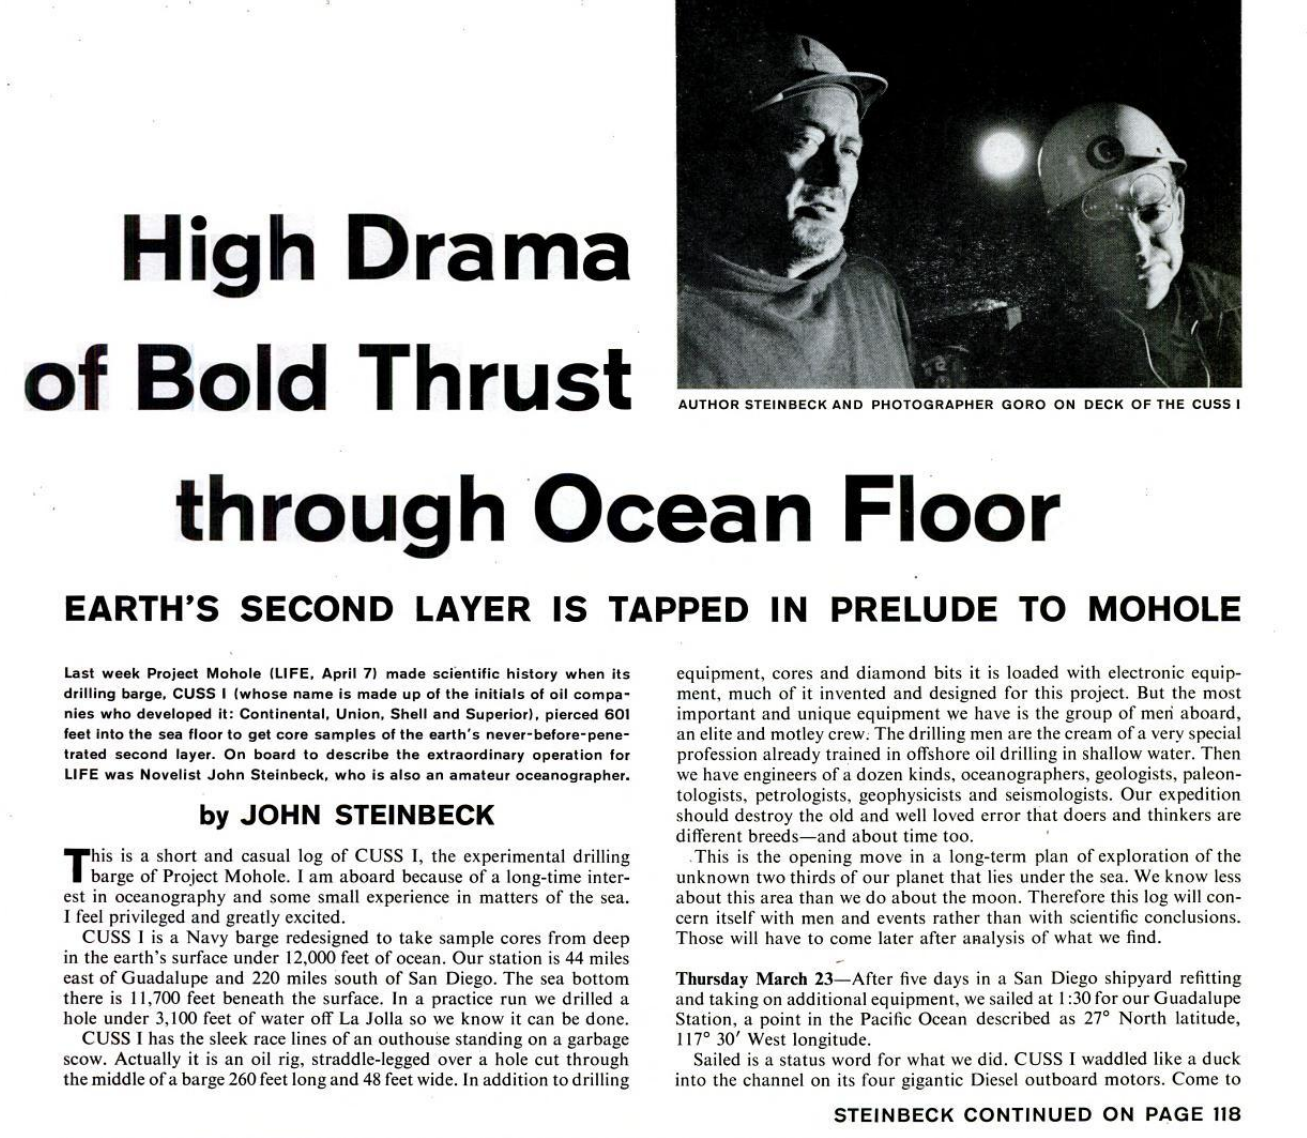 High Drama
of Bold Thrust
through Ocean Floor
AUTHOR STEINBECK AND PHOTOGRAPHER GORO ON DECK OF THE CUSS I
EARTH'S SECOND LAYER IS TAPPED IN PRELUDE TO MOHOLE
Last week Project Mohole (LIFE, April 7) made scientific history when its
drilling barge, CUSS I (whose name is made up of the initials of oil compa-
nies who developed it: Continental, Union, Shell and Superior), pierced 601
feet into the sea floor to get core samples of the earth's never-before-pene-
trated second layer. On board to describe the extraordinary operation for
LIFE was Novelist John Steinbeck, who is also an amateur oceanographer.
by JOHN STEINBECK
This is a short and casual log of CUSS I, the experimental drilling
barge of Project Mohole. I am aboard because of a long-time inter-
est in oceanography and some small experience in matters of the sea.
I feel privileged and greatly excited.
CUSS I is a Navy barge redesigned to take sample cores from deep
in the earth's surface under 12,000 feet of ocean. Our station is 44 miles
east of Guadalupe and 220 miles south of San Diego. The sea bottom
there is 11,700 feet beneath the surface. In a practice run we drilled a
hole under 3,100 feet of water off La Jolla so we know it can be done.
CUSS I has the sleek race lines of an outhouse standing on a garbage
scow. Actually it is an oil rig, straddle-legged over a hole cut through
the middle of a barge 260 feet long and 48 feet wide. In addition to drilling
equipment, cores and diamond bits it is loaded with electronic equip-
ment, much of it invented and designed for this project. But the most
important and unique equipment we have is the group of men aboard,
an elite and motley crew. The drilling men are the cream of a very special
profession already trained in offshore oil drilling in shallow water. Then
we have engineers of a dozen kinds, oceanographers, geologists, paleon-
tologists, petrologists, geophysicists and seismologists. Our expedition
should destroy the old and well loved error that doers and thinkers are
different breeds—and about time too.
This is the opening move in a long-term plan of exploration of the
unknown two thirds of our planet that lies under the sea. We know less
about this area than we do about the moon. Therefore this log will con-
cern itself with men and events rather than with scientific conclusions.
Those will have to come later after analysis of what we find.
Thursday March 23—After five days in a San Diego shipyard refitting
and taking on additional equipment, we sailed at 1:30 for our Guadalupe
Station, a point in the Pacific Ocean described as 27° North latitude,
117° 30′ West longitude.
Sailed is a status word for what we did. CUSS I waddled like a duck
into the channel on its four gigantic Diesel outboard motors. Come to
STEINBECK CONTINUED ON PAGE 118